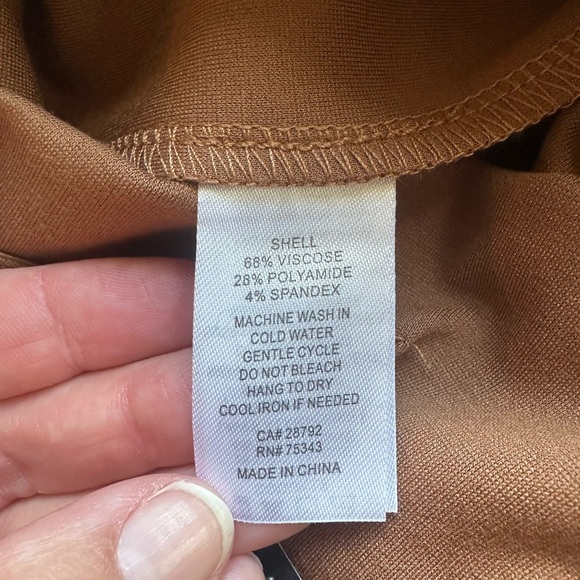 SHELL
68% VISCOSE
28% POLYAMIDE
4% SPANDEX
MACHINE WASH IN
COLD WATER
GENTLE CYCLE
DO NOT BLEACH
HANG TO DRY
COOL IRON IF NEEDED
CA# 28792
RN# 75343
MADE IN CHINA